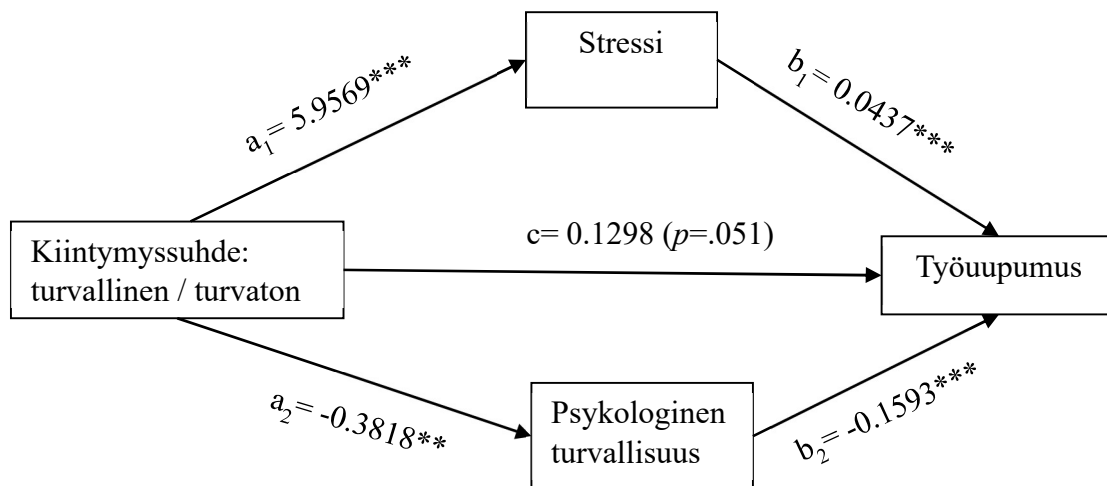 Stressi
a₁= 5.9569***
b₁= 0.0437***
Kiintymyssuhde:
turvallinen / turvaton
c= 0.1298 (p=.051)
Työuupumus
a₂= -0.3818**
Psykologinen
turvallisuus
b₂= -0.1593***